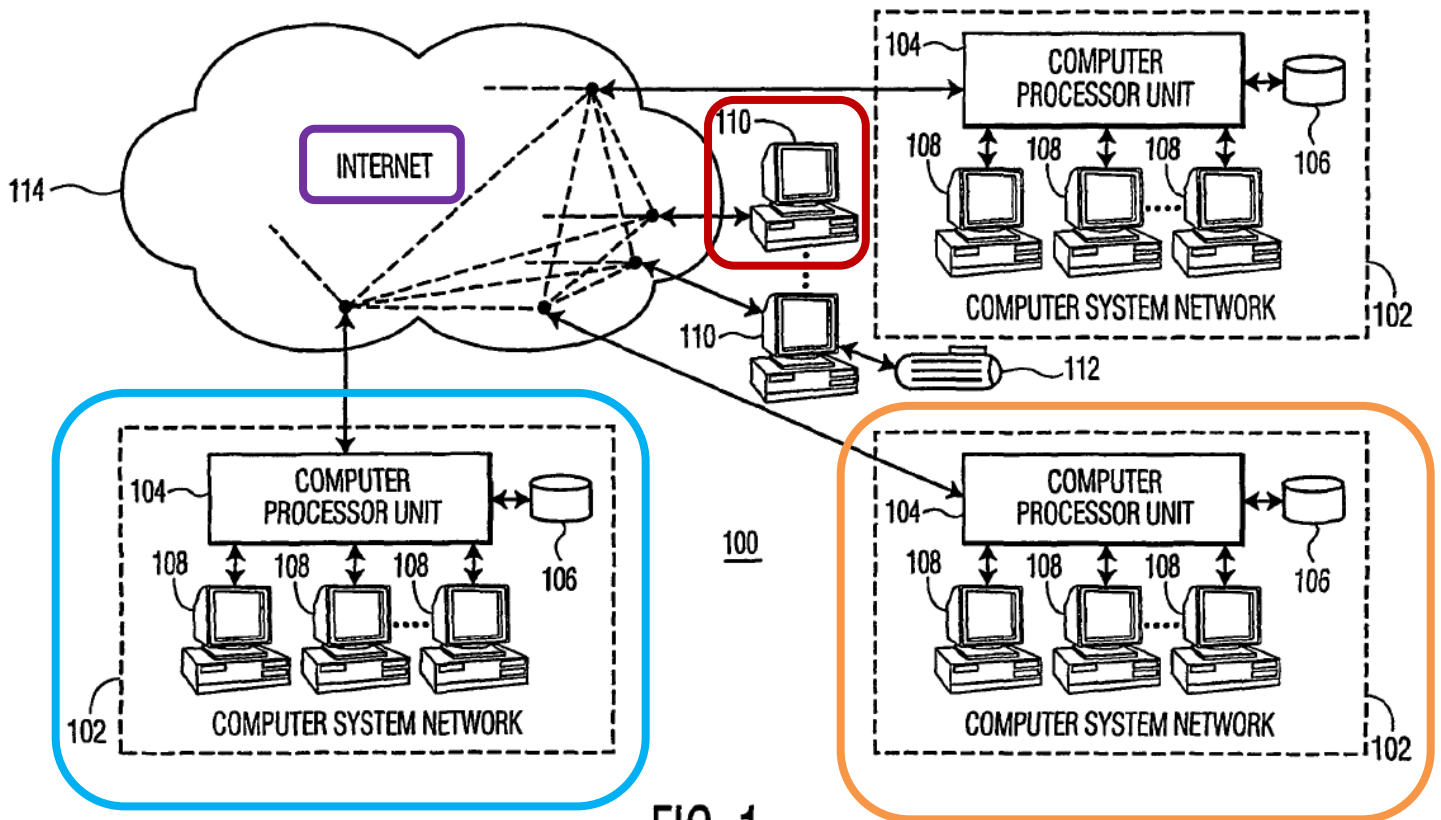 104
COMPUTER
PROCESSOR UNIT
106
108 108 108
COMPUTER SYSTEM NETWORK
102
110
INTERNET
114
110
112
104
COMPUTER
PROCESSOR UNIT
106
108 108 108
COMPUTER SYSTEM NETWORK
102
100
104
COMPUTER
PROCESSOR UNIT
106
108 108 108
COMPUTER SYSTEM NETWORK
102
FIG. 1